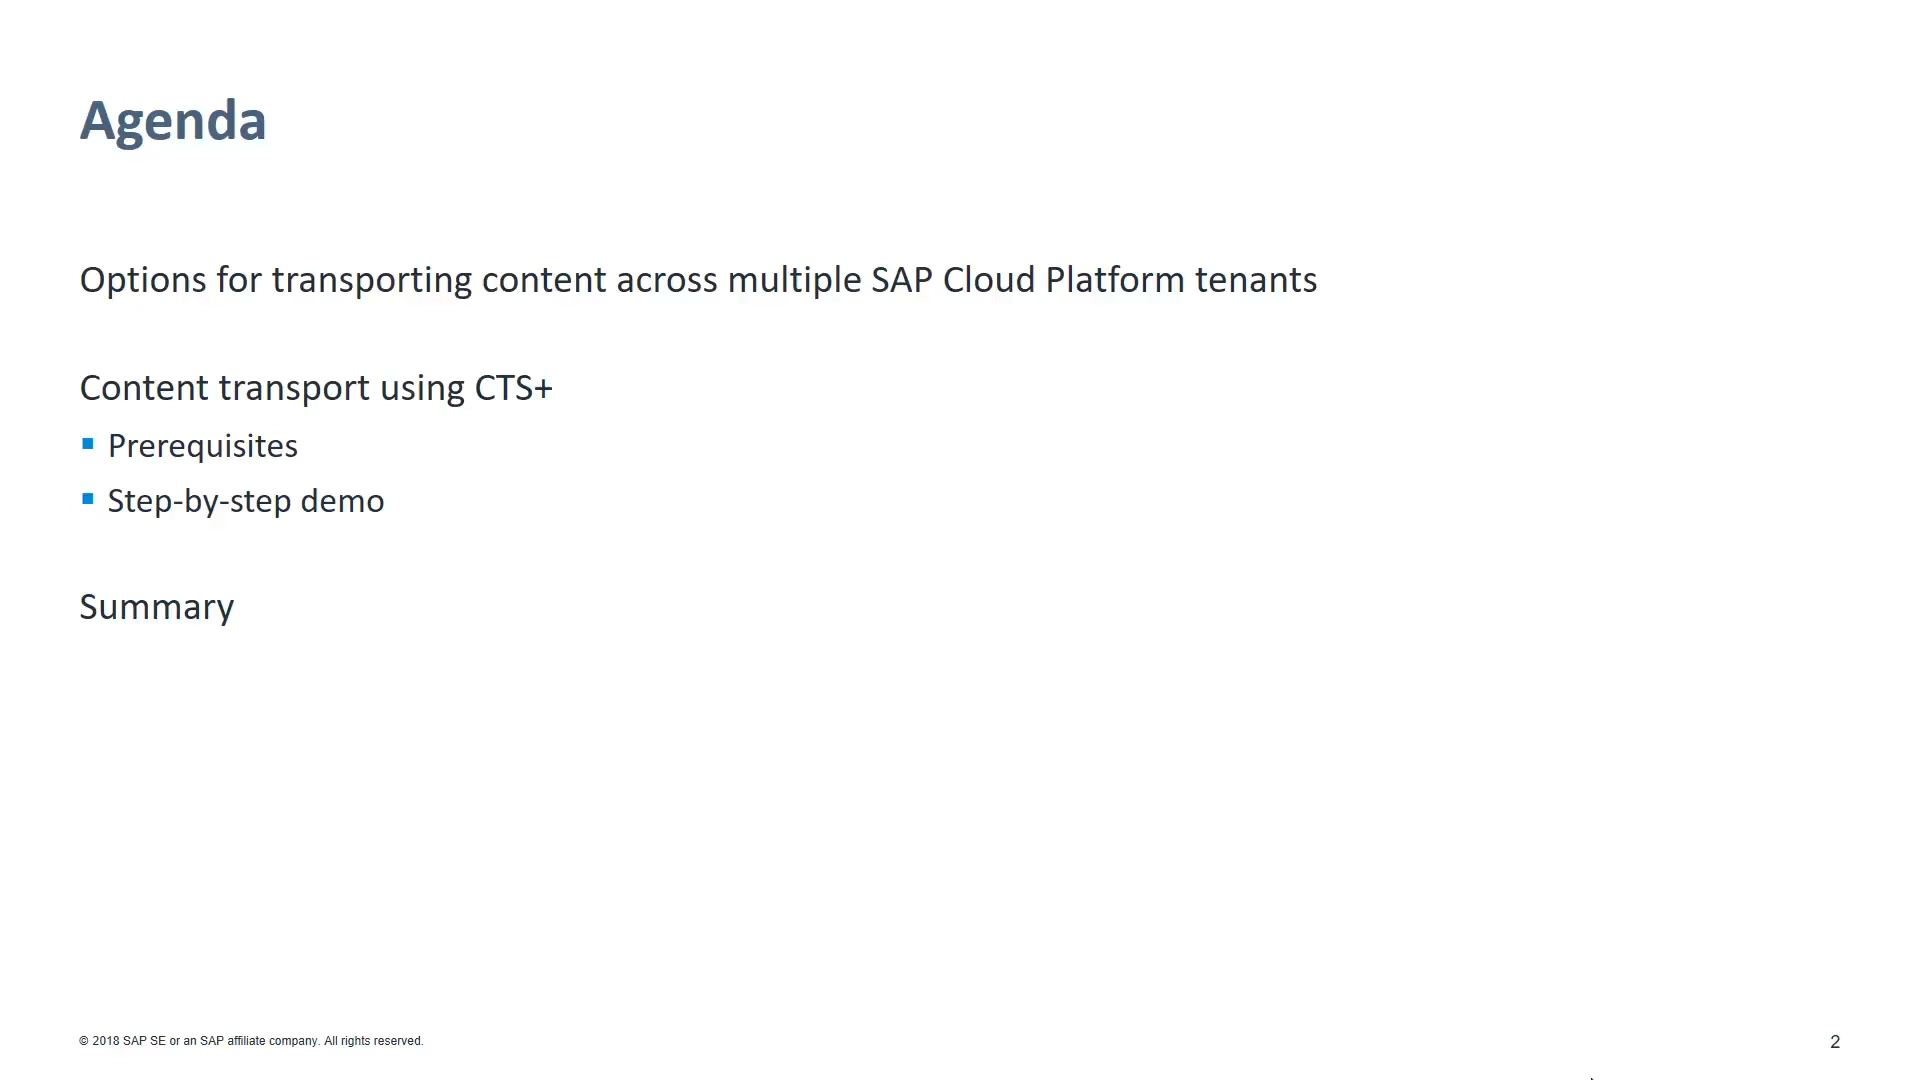 Agenda
Options for transporting content across multiple SAP Cloud Platform tenants
Content transport using CTS+
▪ Prerequisites
▪ Step-by-step demo
Summary
© 2018 SAP SE or an SAP affiliate company. All rights reserved.
2